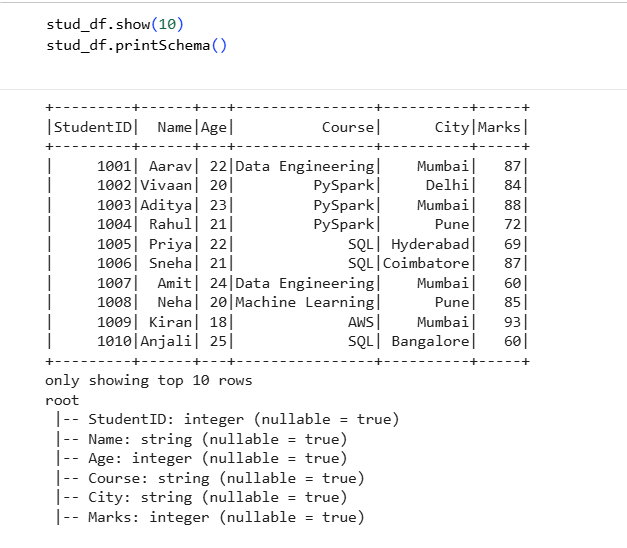 stud_df.show(10)
stud_df.printSchema()
+---------+------+---+----------------+----------+-----+
|StudentID|  Name|Age|          Course|      City|Marks|
+---------+------+---+----------------+----------+-----+
|     1001| Aarav| 22|Data Engineering|    Mumbai|   87|
|     1002|Vivaan| 20|         PySpark|     Delhi|   84|
|     1003|Aditya| 23|         PySpark|    Mumbai|   88|
|     1004| Rahul| 21|         PySpark|      Pune|   72|
|     1005| Priya| 22|             SQL| Hyderabad|   69|
|     1006| Sneha| 21|             SQL|Coimbatore|   87|
|     1007|  Amit| 24|Data Engineering|    Mumbai|   60|
|     1008|  Neha| 20|Machine Learning|      Pune|   85|
|     1009| Kiran| 18|             AWS|    Mumbai|   93|
|     1010|Anjali| 25|             SQL| Bangalore|   60|
+---------+------+---+----------------+----------+-----+
only showing top 10 rows
root
 |-- StudentID: integer (nullable = true)
 |-- Name: string (nullable = true)
 |-- Age: integer (nullable = true)
 |-- Course: string (nullable = true)
 |-- City: string (nullable = true)
 |-- Marks: integer (nullable = true)